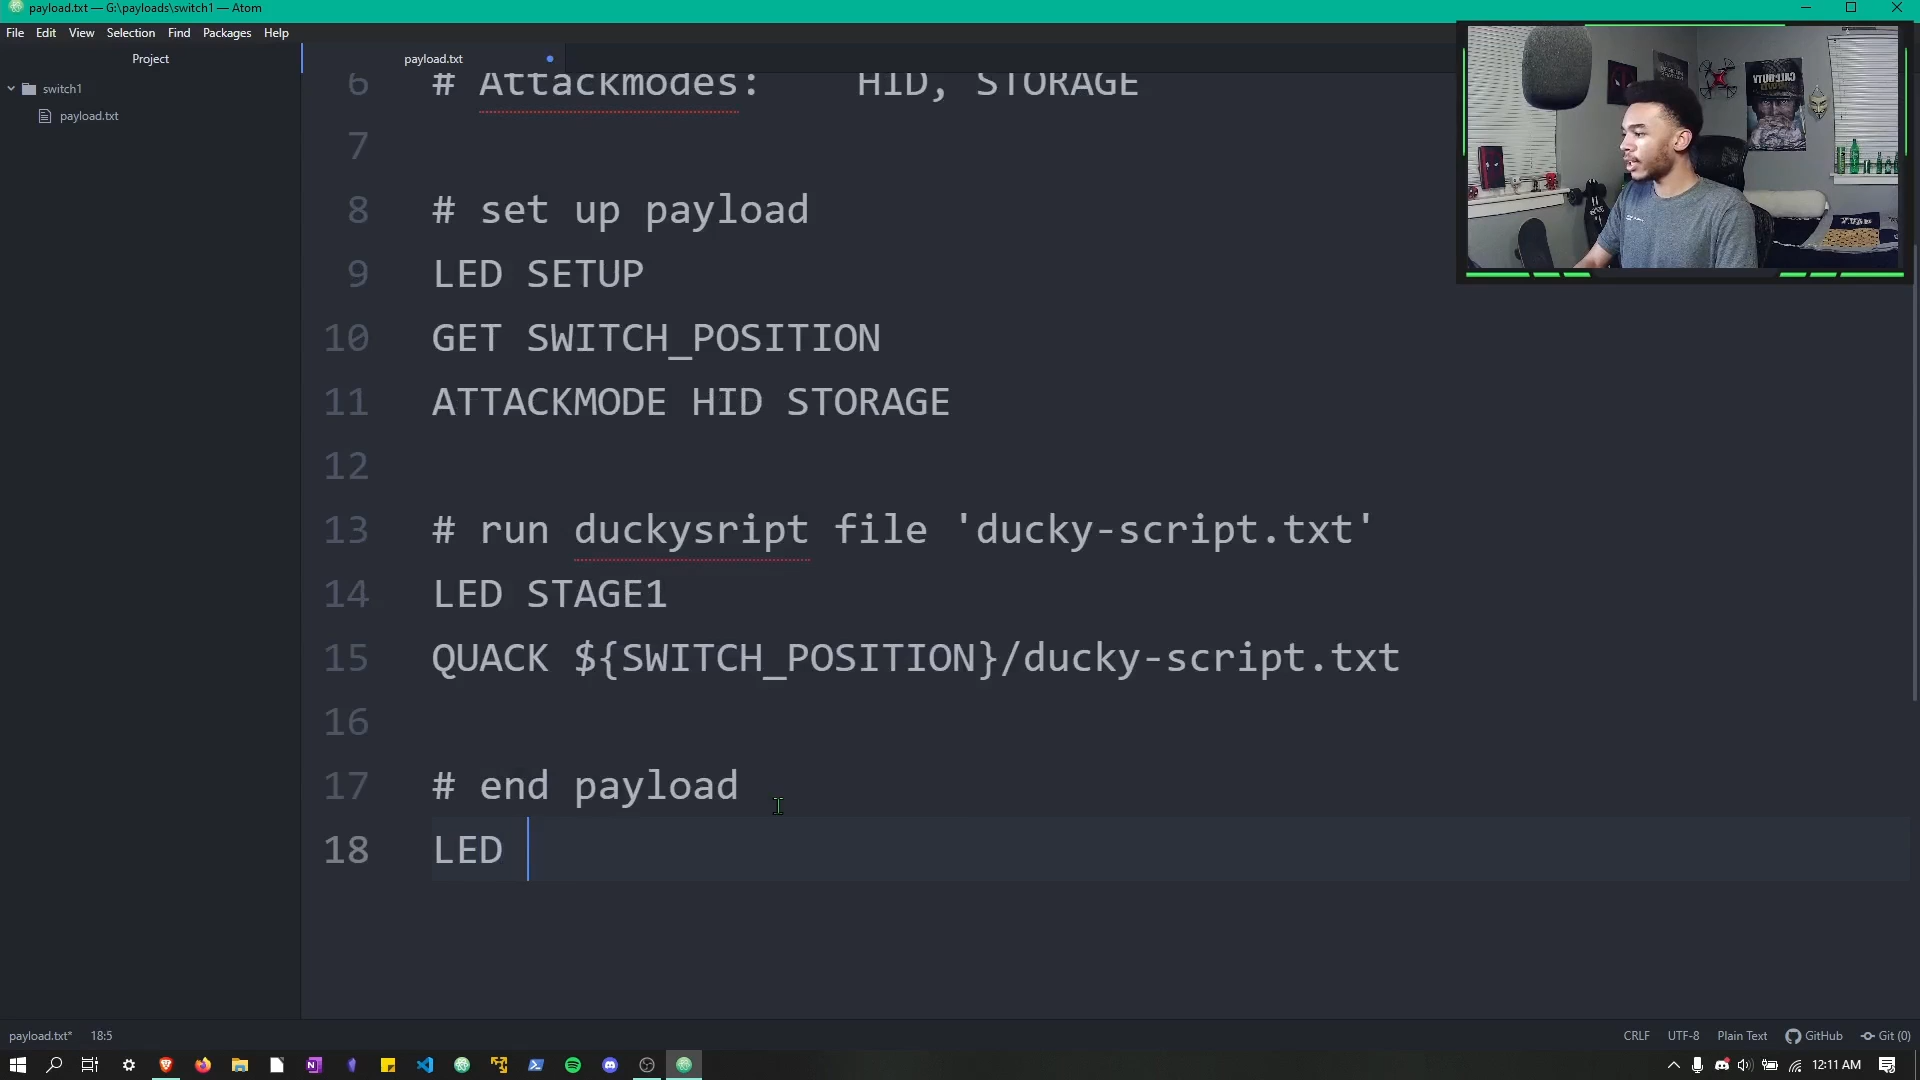 payload.txt — G:\payloads\switch1 — Atom
File Edit View Selection Find Packages Help
Project
payload.txt
switch1
payload.txt
6 # Attackmodes: HID, STORAGE
7
8 # set up payload
9 LED SETUP
10 GET SWITCH_POSITION
11 ATTACKMODE HID STORAGE
12
13 # run duckysript file 'ducky-script.txt'
14 LED STAGE1
15 QUACK ${SWITCH_POSITION}/ducky-script.txt
16
17 # end payload
18 LED
payload.txt* 18:5
CRLF UTF-8 Plain Text GitHub Git (0)
12:11 AM